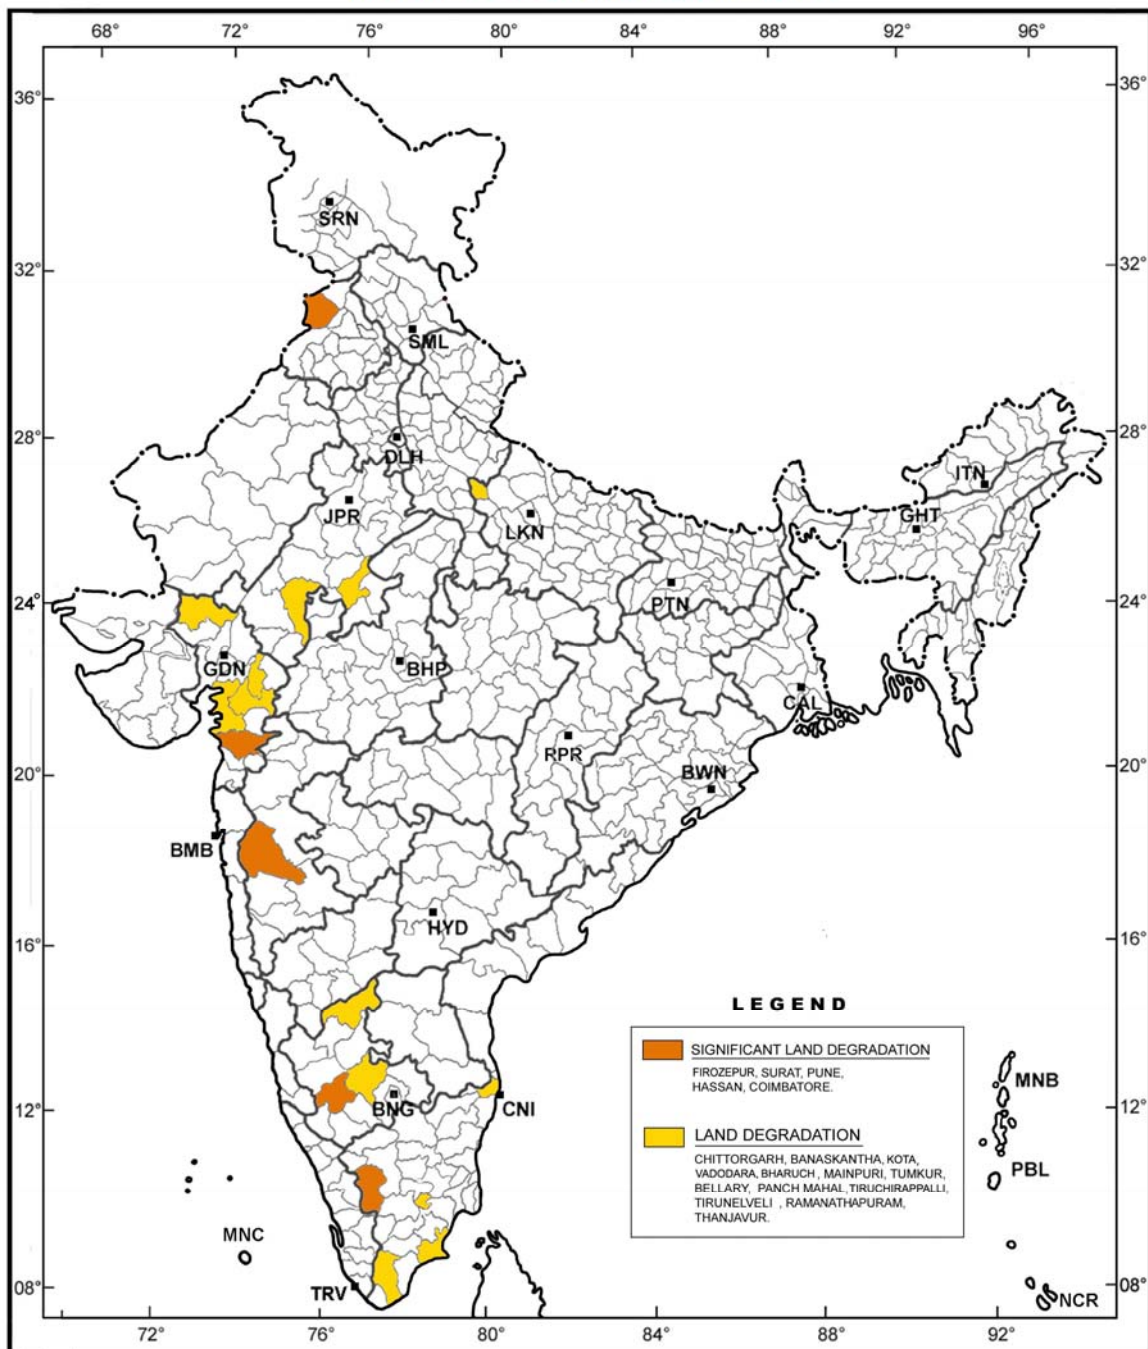 68° 72° 76° 80° 84° 88° 92° 96°
36° 36°
SRN
32° 32°
SML
28° 28°
DLH
ITN
JPR
GHT
LKN
PTN
24° 24°
GDN
BHP
CAL
RPR
BWN
20° 20°
BMB
HYD
16° 16°
LEGEND
SIGNIFICANT LAND DEGRADATION
FIROZEPUR, SURAT, PUNE,
HASSAN, COIMBATORE.
MNB
BNG
CNI
12° 12°
LAND DEGRADATION
CHITTORGARH, BANASKANTHA, KOTA,
VADODARA, BHARUCH , MAINPURI, TUMKUR,
BELLARY, PANCH MAHAL, TIRUCHIRAPPALLI,
TIRUNELVELI , RAMANATHAPURAM,
THANJAVUR.
PBL
MNC
08° 08°
TRV
NCR
72° 76° 80° 84° 88° 92°